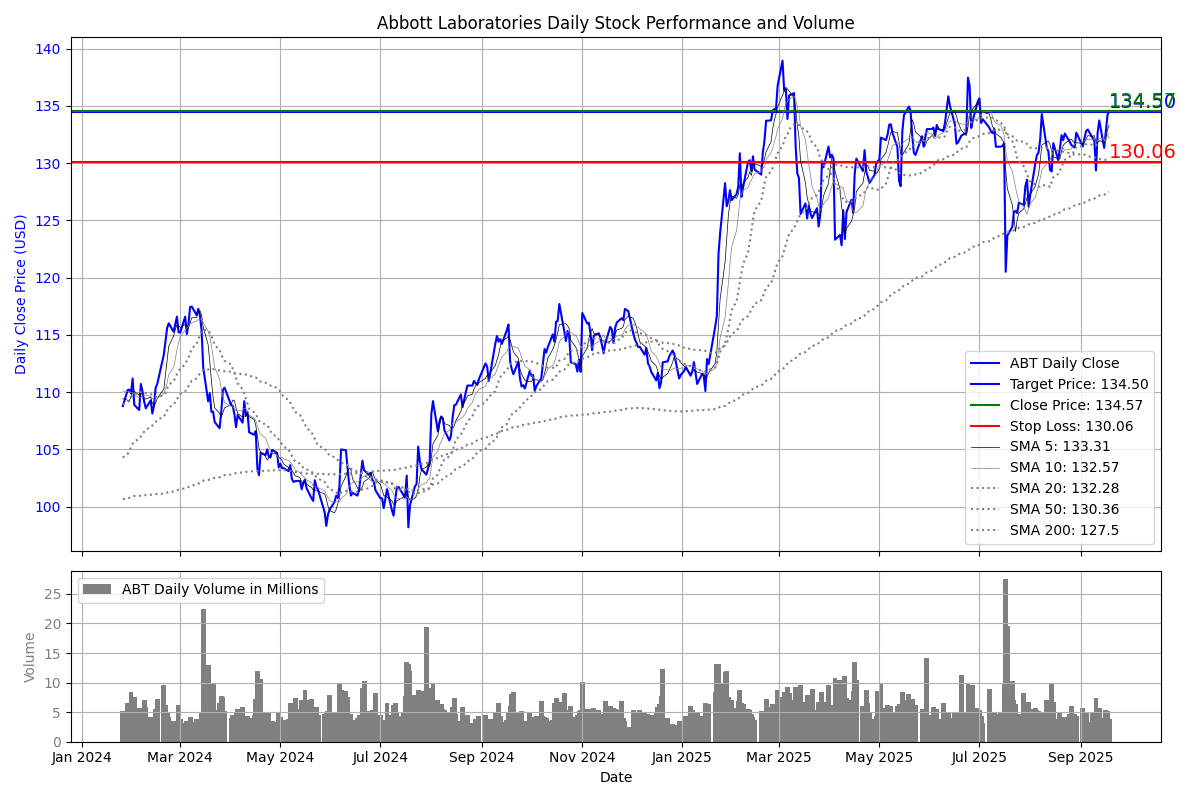 Abbott Laboratories Daily Stock Performance and Volume
Daily Close Price (USD)
140
135
130
125
120
115
110
105
100
134.57
134.50
130.06
ABT Daily Close
Target Price: 134.50
Close Price: 134.57
Stop Loss: 130.06
SMA 5: 133.31
SMA 10: 132.57
SMA 20: 132.28
SMA 50: 130.36
SMA 200: 127.5
ABT Daily Volume in Millions
Volume
25
20
15
10
5
0
Jan 2024 Mar 2024 May 2024 Jul 2024 Sep 2024 Nov 2024 Jan 2025 Mar 2025 May 2025 Jul 2025 Sep 2025
Date